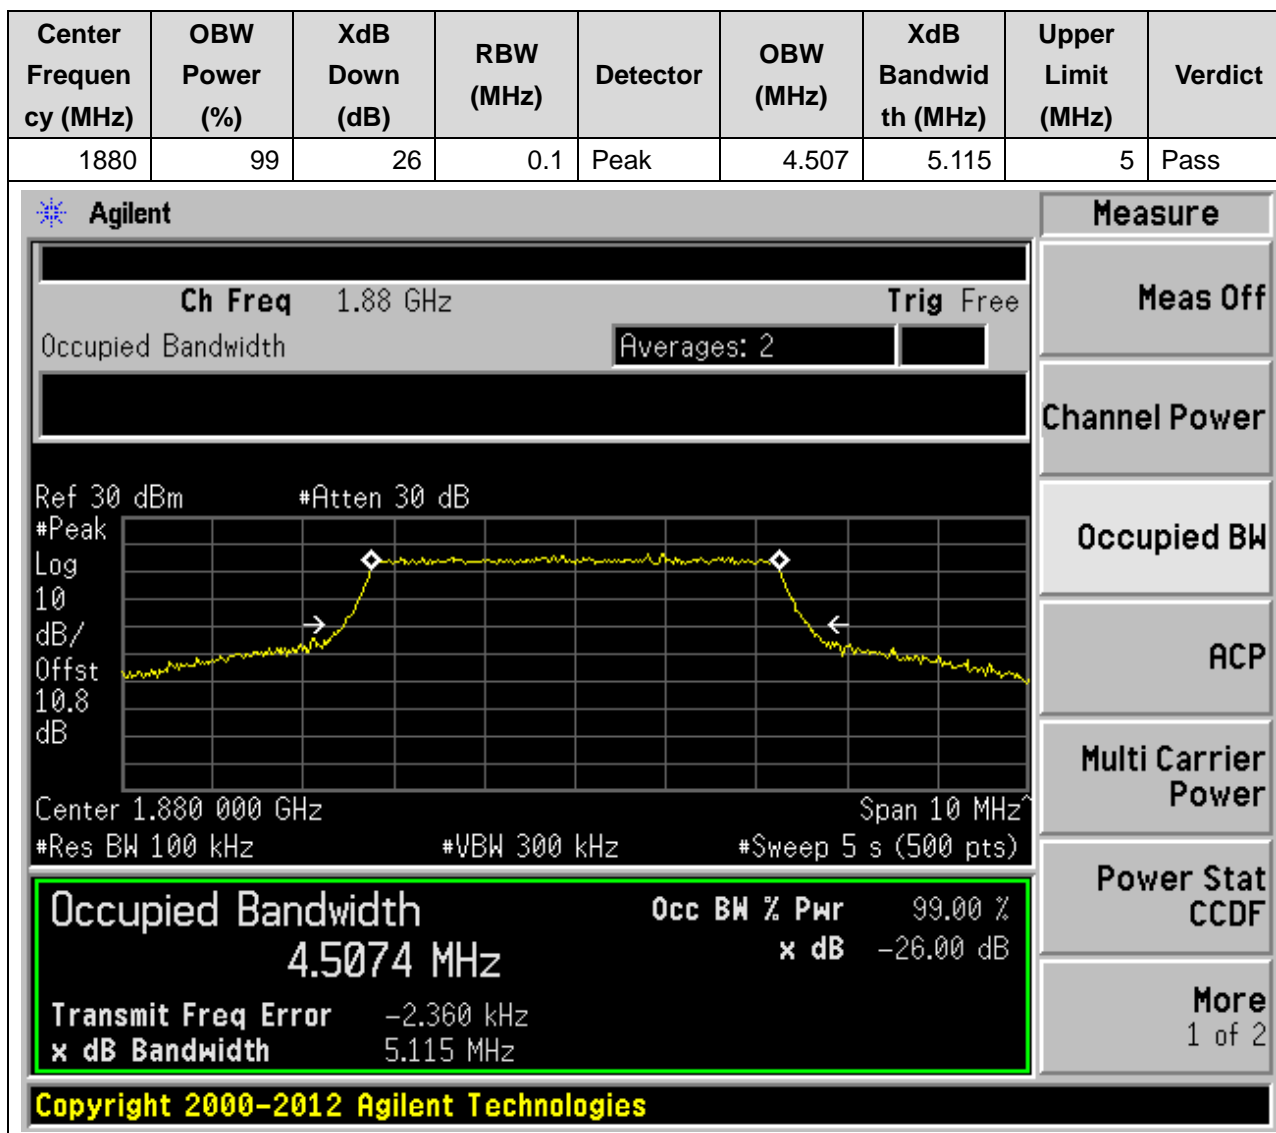 Center Frequen cy (MHz) OBW Power (%) XdB Down (dB) RBW (MHz) Detector OBW (MHz) XdB Bandwid th (MHz) Upper Limit (MHz) Verdict
1880 99 26 0.1 Peak 4.507 5.115 5 Pass
Agilent
Measure
Ch Freq 1.88 GHz Trig Free
Meas Off
Occupied Bandwidth Averages: 2
Channel Power
Ref 30 dBm #Atten 30 dB
#Peak
Log
10
dB/
Offst
10.8
dB
Occupied BW
ACP
Multi Carrier
Power
Center 1.880 000 GHz Span 10 MHz^
#Res BW 100 kHz #VBW 300 kHz #Sweep 5 s (500 pts)
Power Stat
CCDF
Occupied Bandwidth Occ BW % Pwr 99.00 %
4.5074 MHz x dB -26.00 dB
Transmit Freq Error -2.360 kHz
x dB Bandwidth 5.115 MHz
More
1 of 2
Copyright 2000-2012 Agilent Technologies